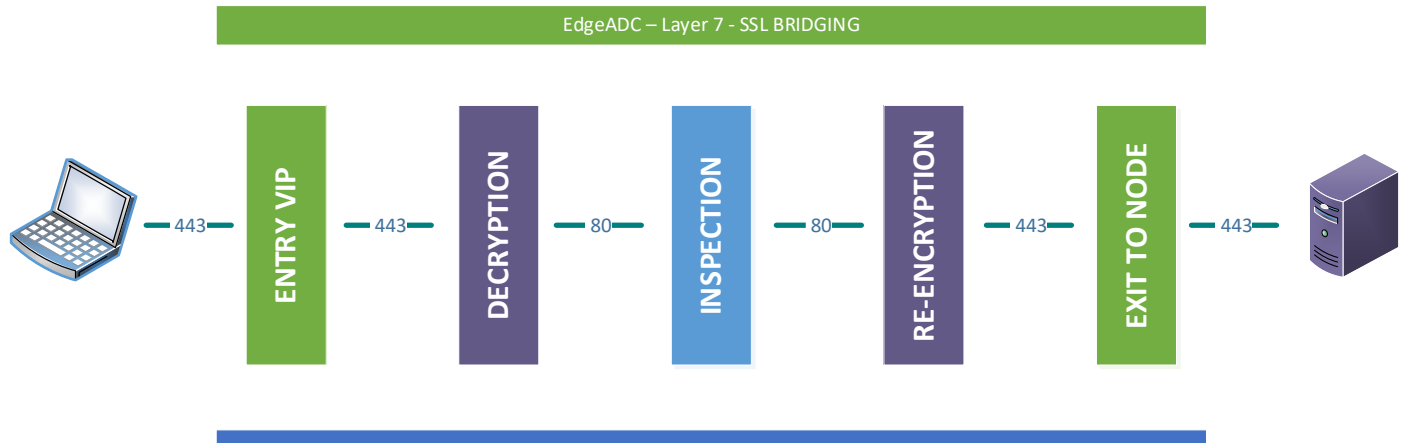 EdgeADC – Layer 7 - SSL BRIDGING
443
ENTRY VIP
443
DECRYPTION
80
INSPECTION
80
RE-ENCRYPTION
443
EXIT TO NODE
443